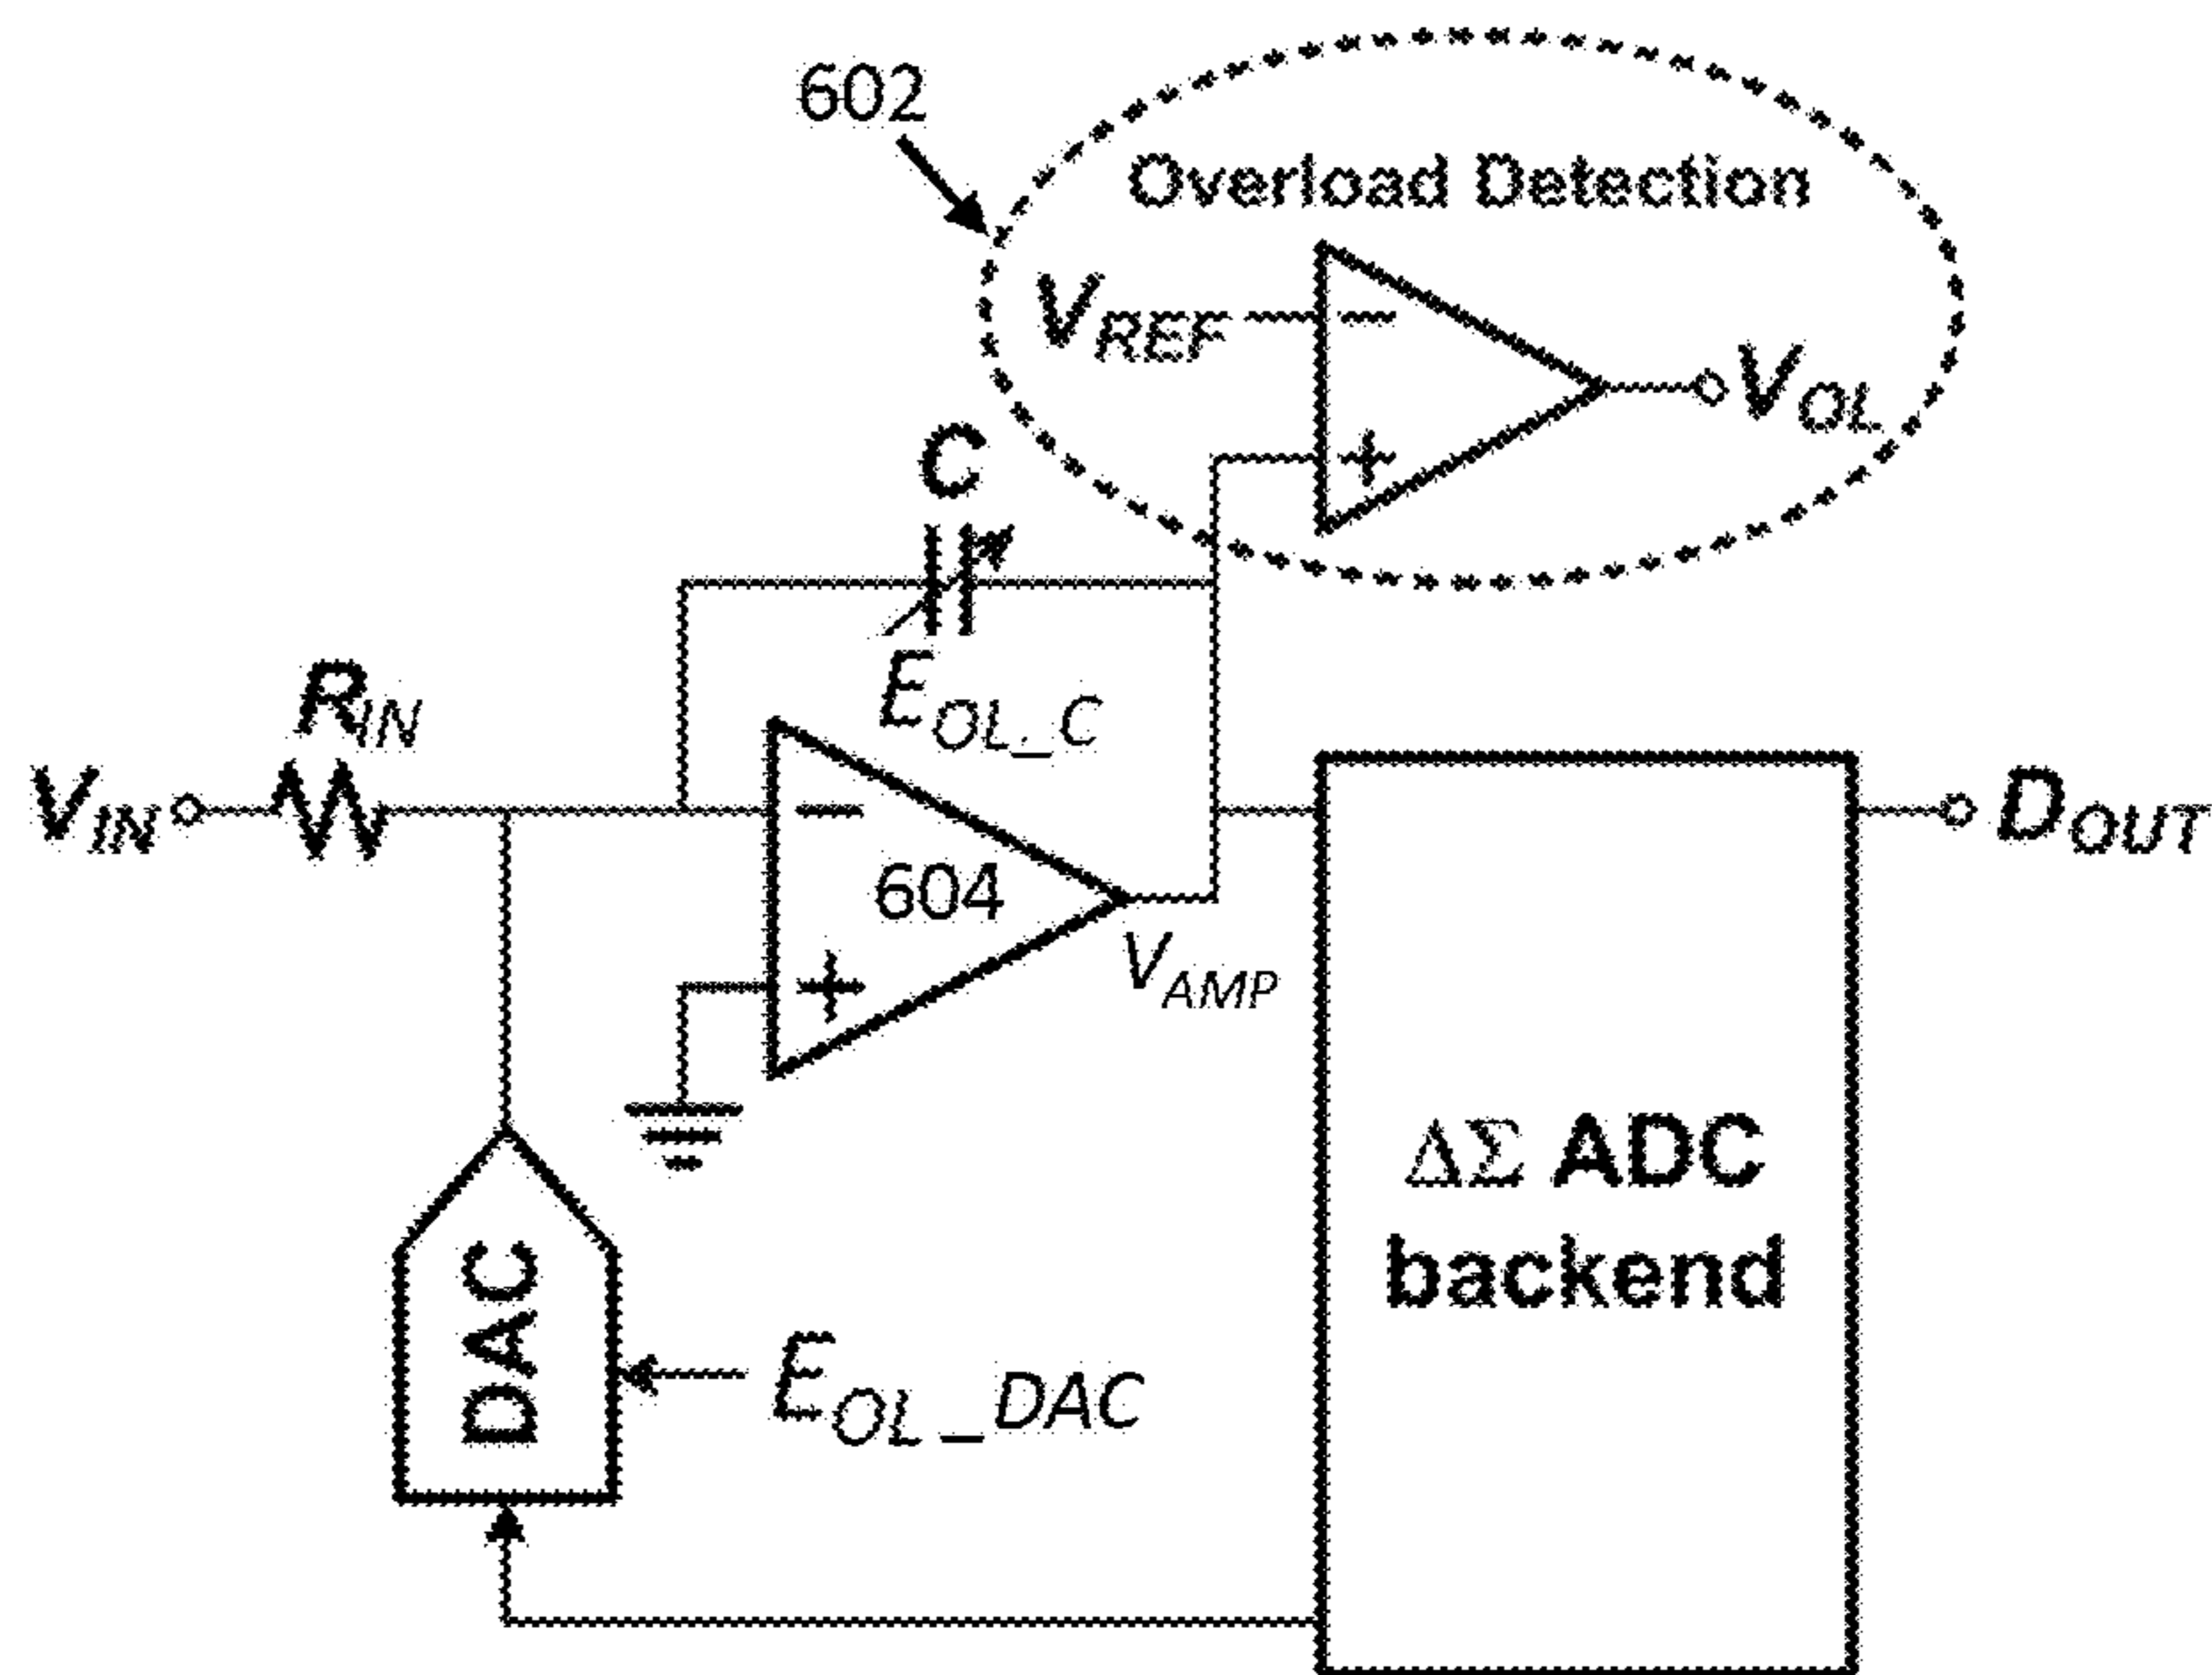 602
Overload Detection
VREF
−
VOL
+
C
EOL_C
RIN
VIN
−
DOUT
604
+
VAMP
ΔΣ ADC
backend
DAC
EOL_DAC